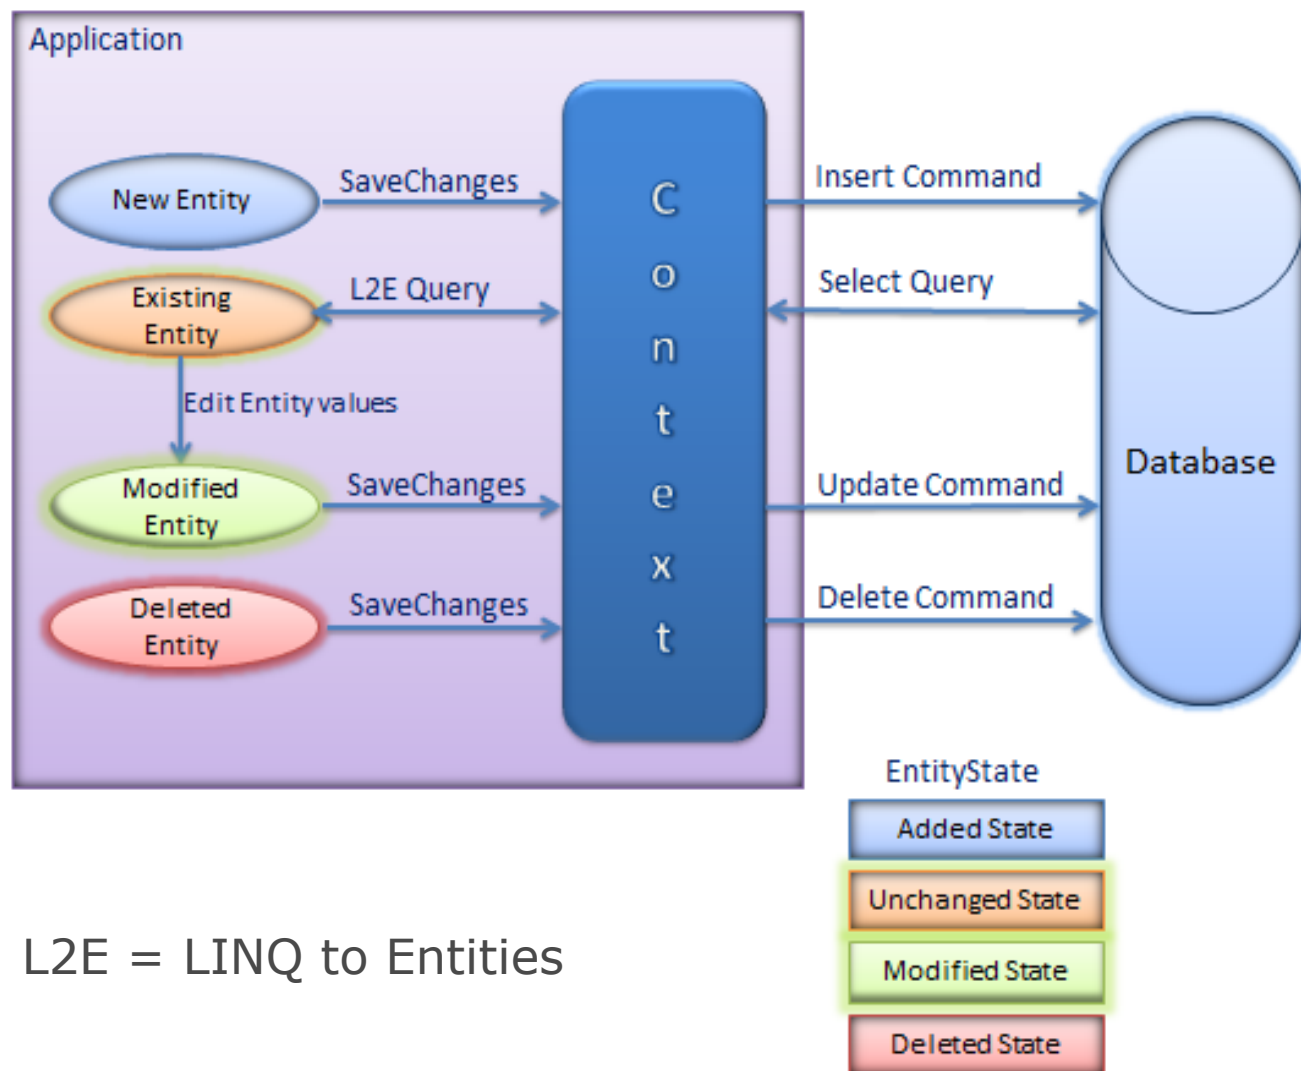 Application
New Entity
SaveChanges
Insert Command
Existing
Entity
L2E Query
Select Query
Edit Entity values
Modified
Entity
SaveChanges
Update Command
Deleted
Entity
SaveChanges
Delete Command
C
o
n
t
e
x
t
Database
EntityState
Added State
Unchanged State
Modified State
Deleted State
L2E = LINQ to Entities